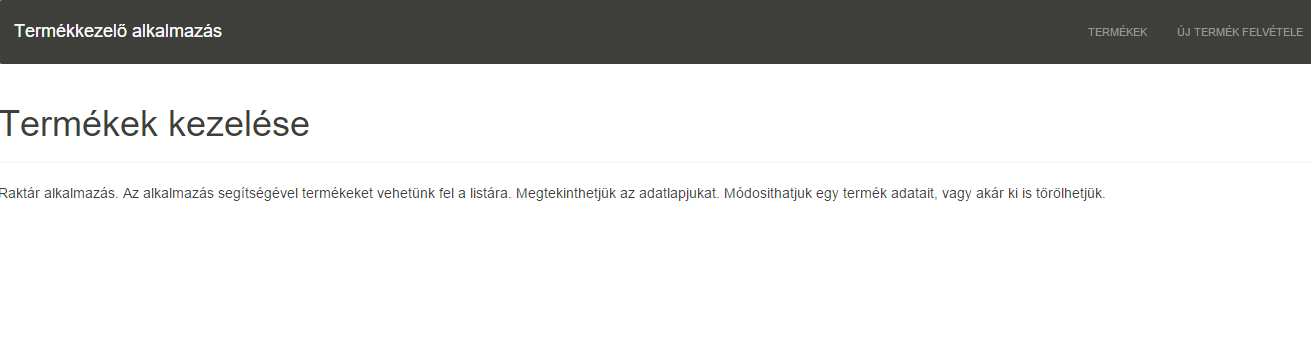 Termékkezelő alkalmazás
TERMÉKEK
ÚJ TERMÉK FELVÉTELE
Termékek kezelése
Raktár alkalmazás. Az alkalmazás segítségével termékeket vehetünk fel a listára. Megtekinthetjük az adatlapjukat. Módosithatjuk egy termék adatait, vagy akár ki is törölhetjük.